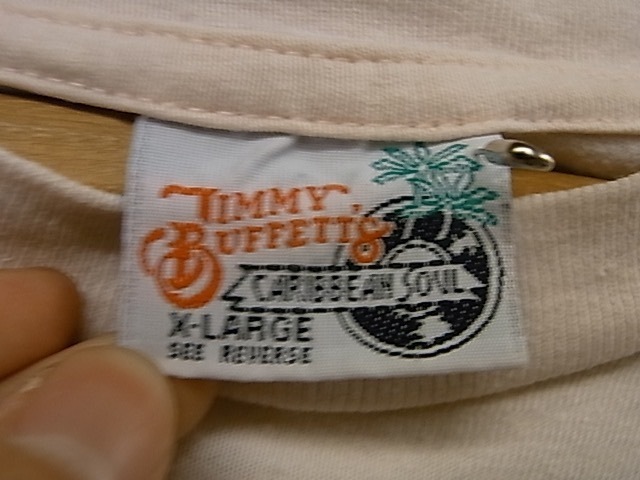 JIMMY
BUFFETT'S
CARIBBEAN SOUL
X-LARGE
SEE REVERSE